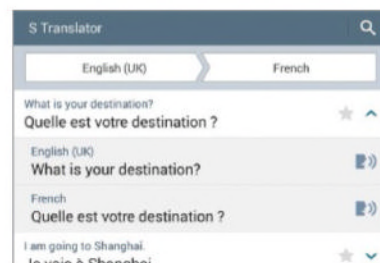 S Translator
English (UK) French
What is your destination?
Quelle est votre destination ?
English (UK)
What is your destination?
French
Quelle est votre destination ?
I am going to Shanghai.
Je vais à Shanghai